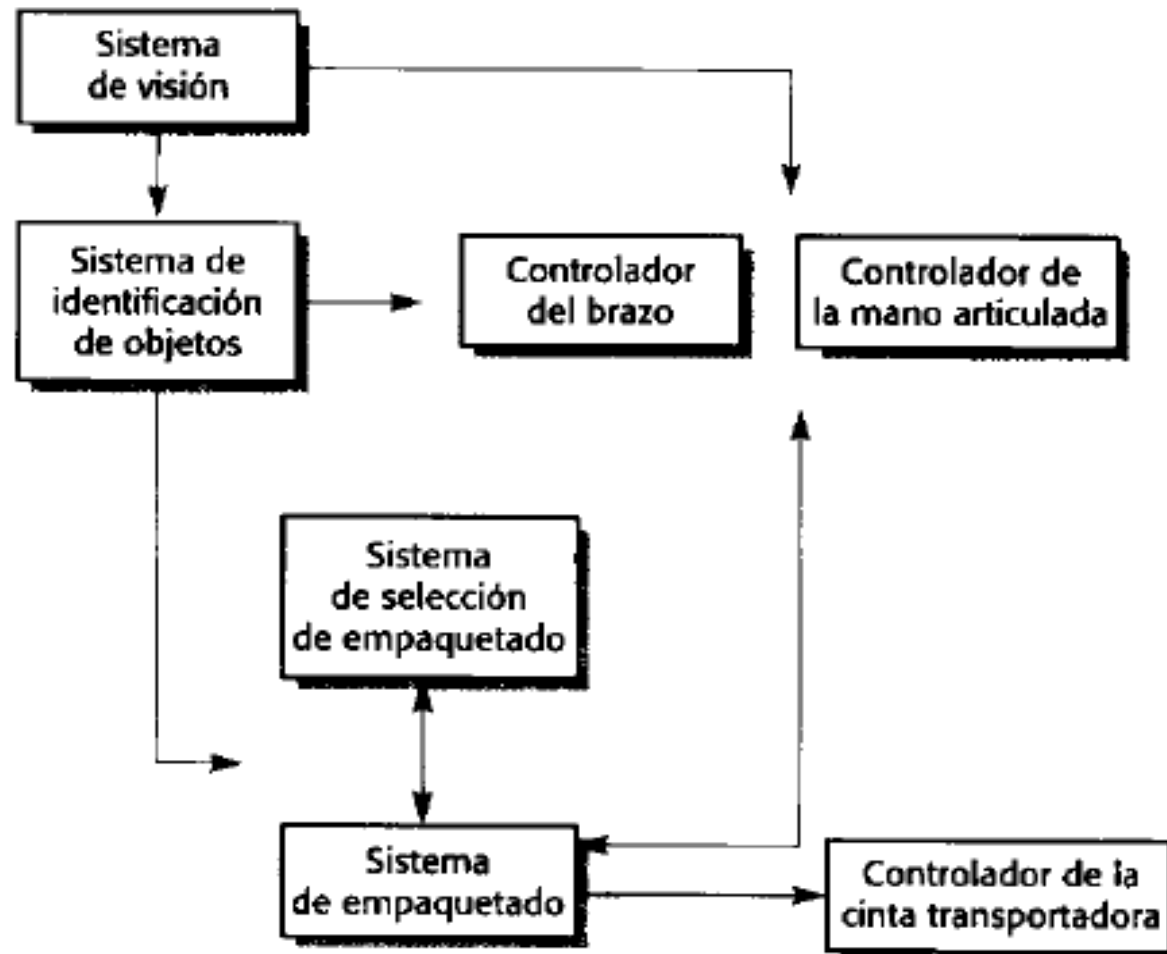 Sistema
de visión
Sistema de
identificación
de objetos
Controlador
del brazo
Controlador de
la mano articulada
Sistema
de selección
de empaquetado
Sistema
de empaquetado
Controlador de la
cinta transportadora